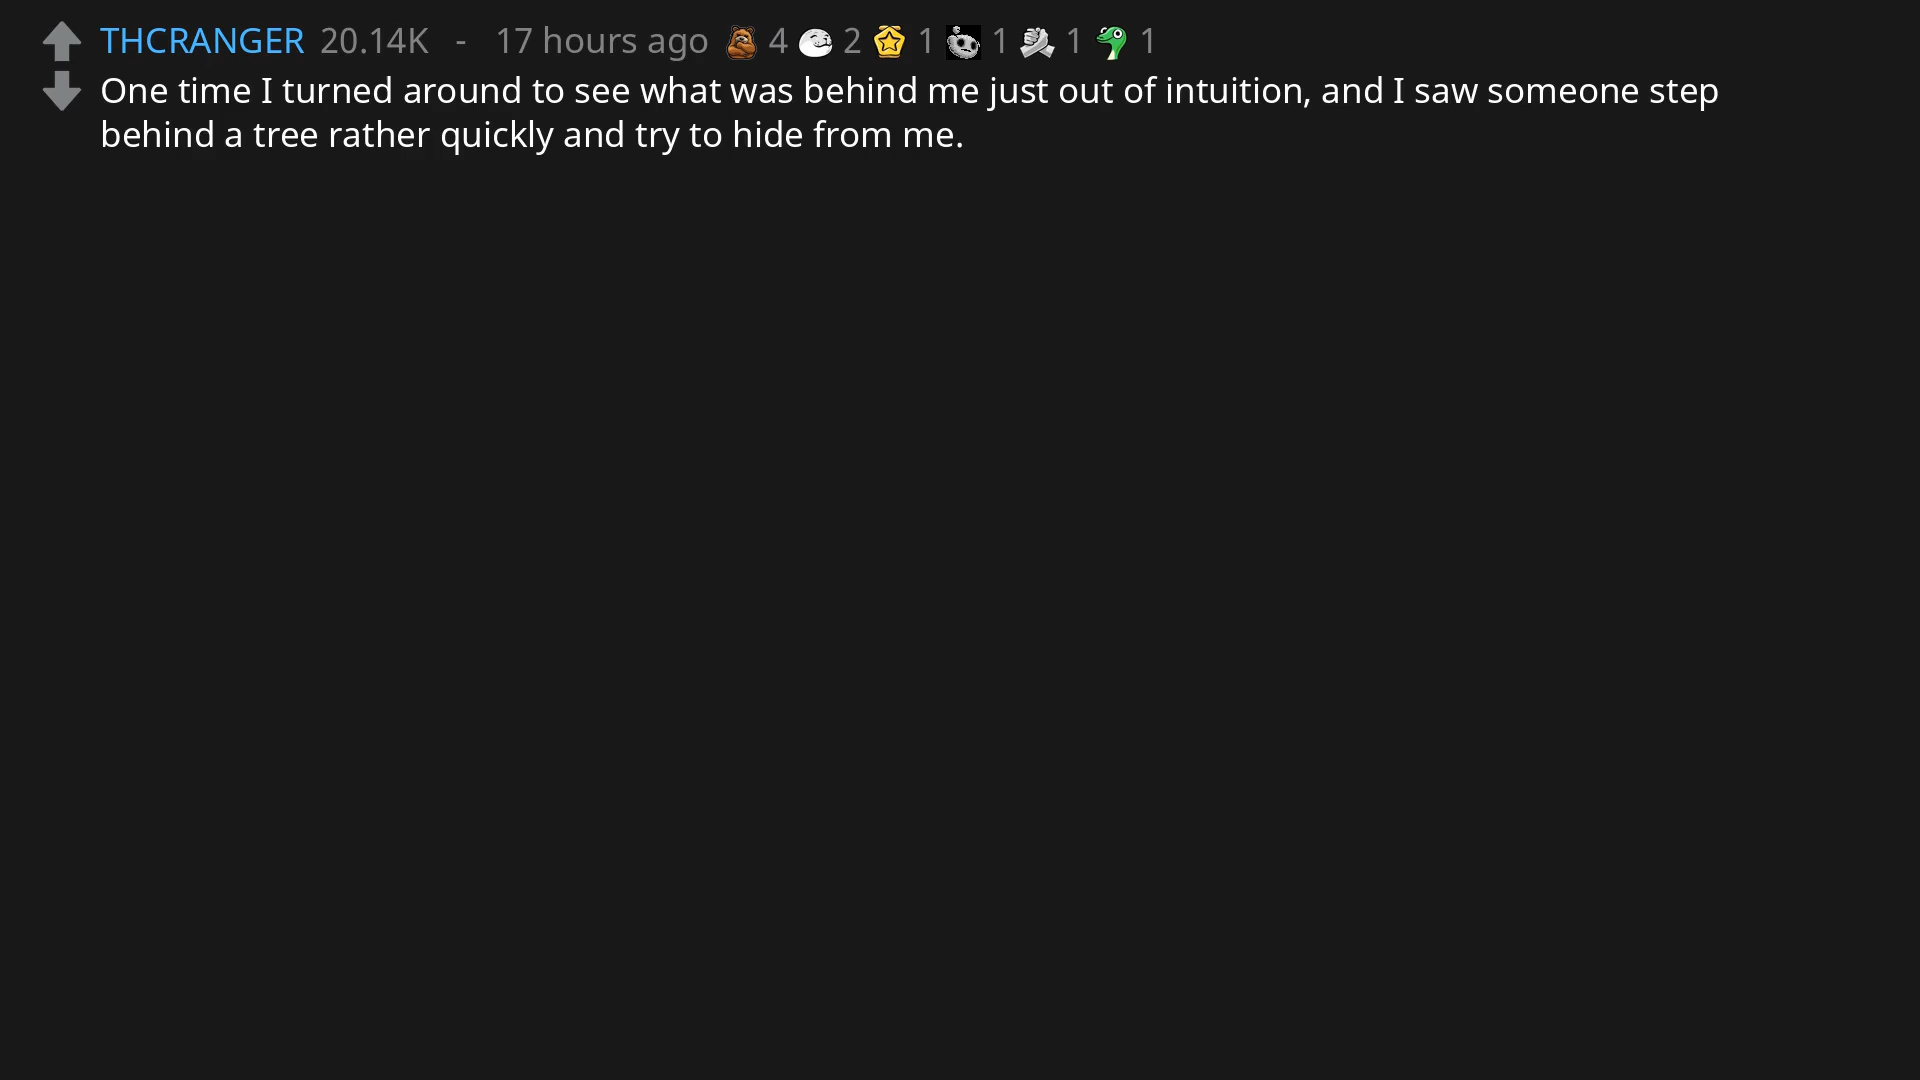 THCRANGER 20.14K - 17 hours ago 4 2 1 1 1 1
One time I turned around to see what was behind me just out of intuition, and I saw someone step
behind a tree rather quickly and try to hide from me.